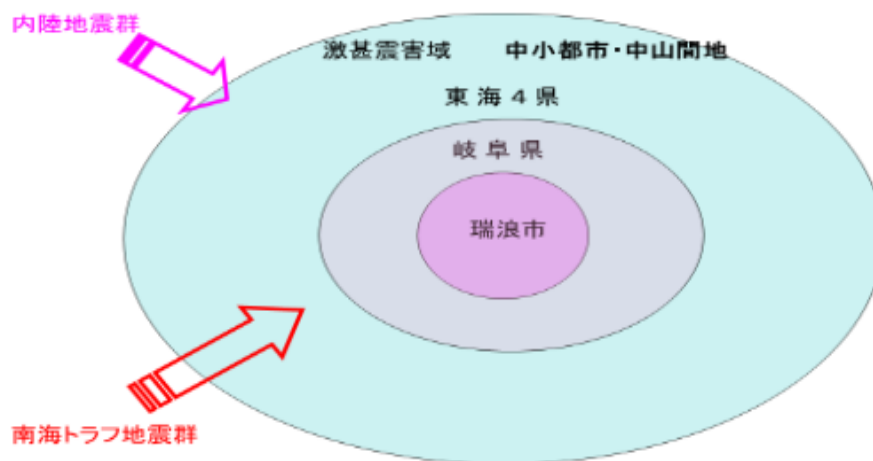 内陸地震群
激甚震害域 中小都市・中山間地
東海４県
岐阜県
瑞浪市
南海トラフ地震群